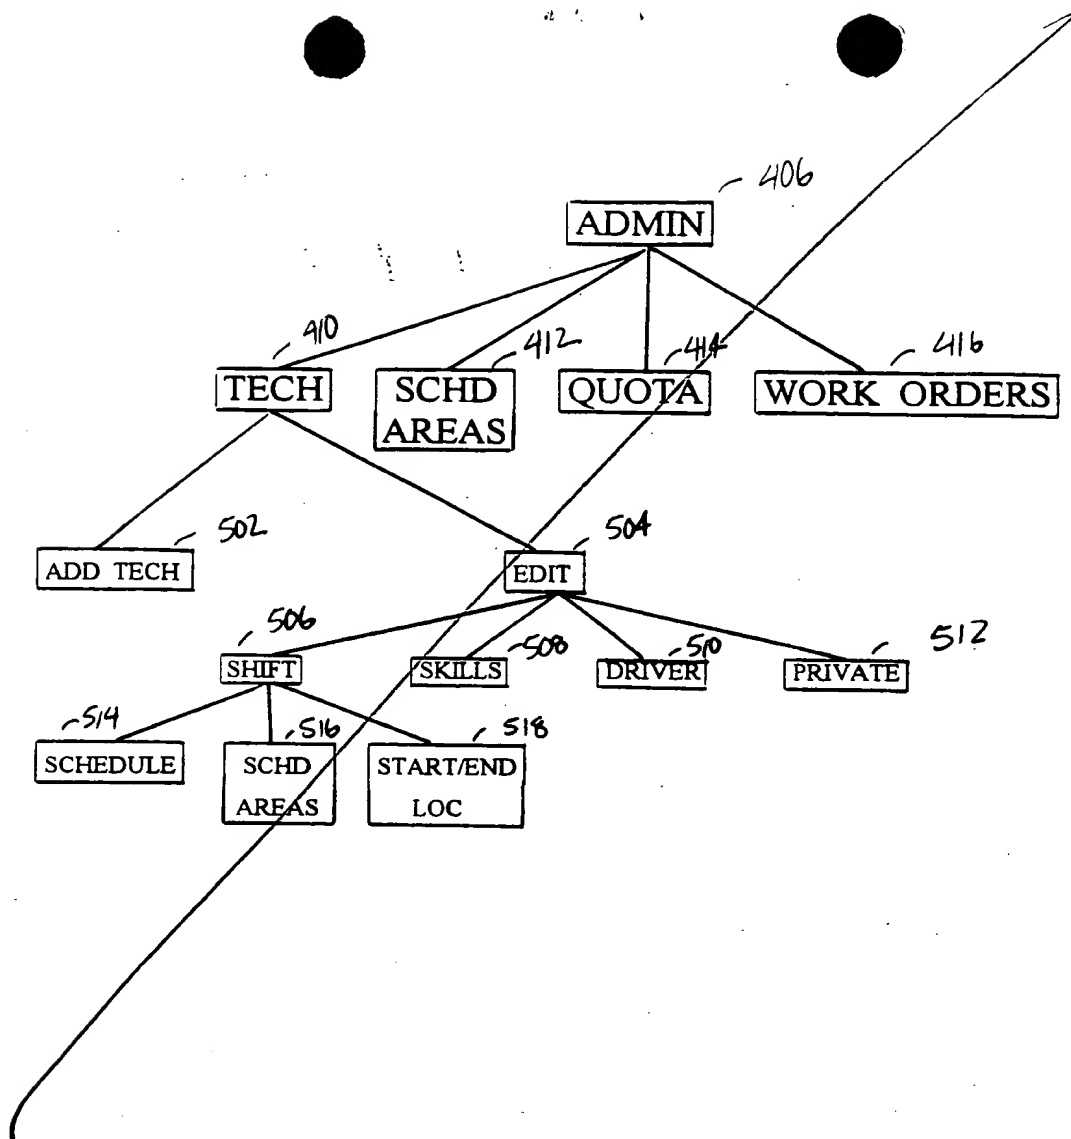 406
ADMIN
410
412
414
416
TECH
SCHD
AREAS
QUOTA
WORK ORDERS
502
504
ADD TECH
EDIT
506
508
510
512
SHIFT
SKILLS
DRIVER
PRIVATE
514
516
518
SCHEDULE
SCHD
AREAS
START/END
LOC